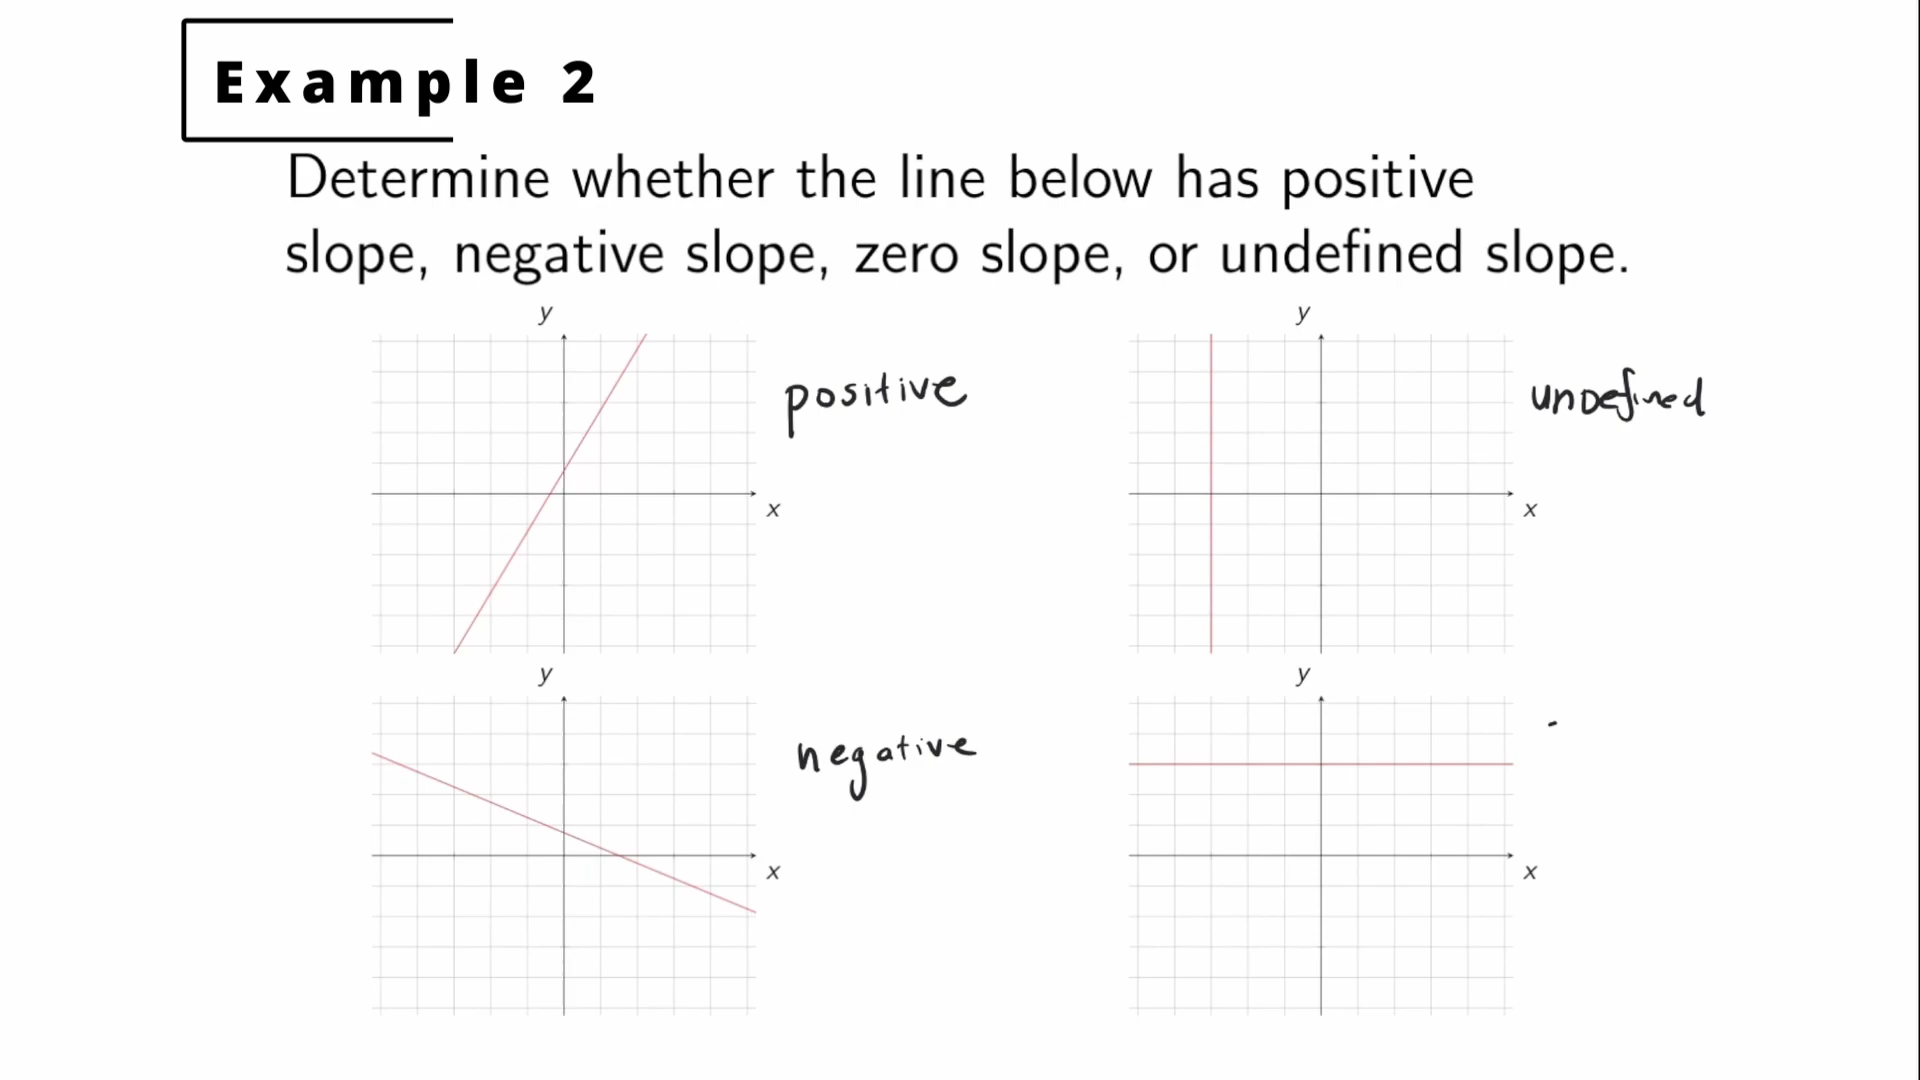 Example 2
Determine whether the line below has positive
slope, negative slope, zero slope, or undefined slope.
y
x
positive
y
x
undefined
y
x
negative
y
x